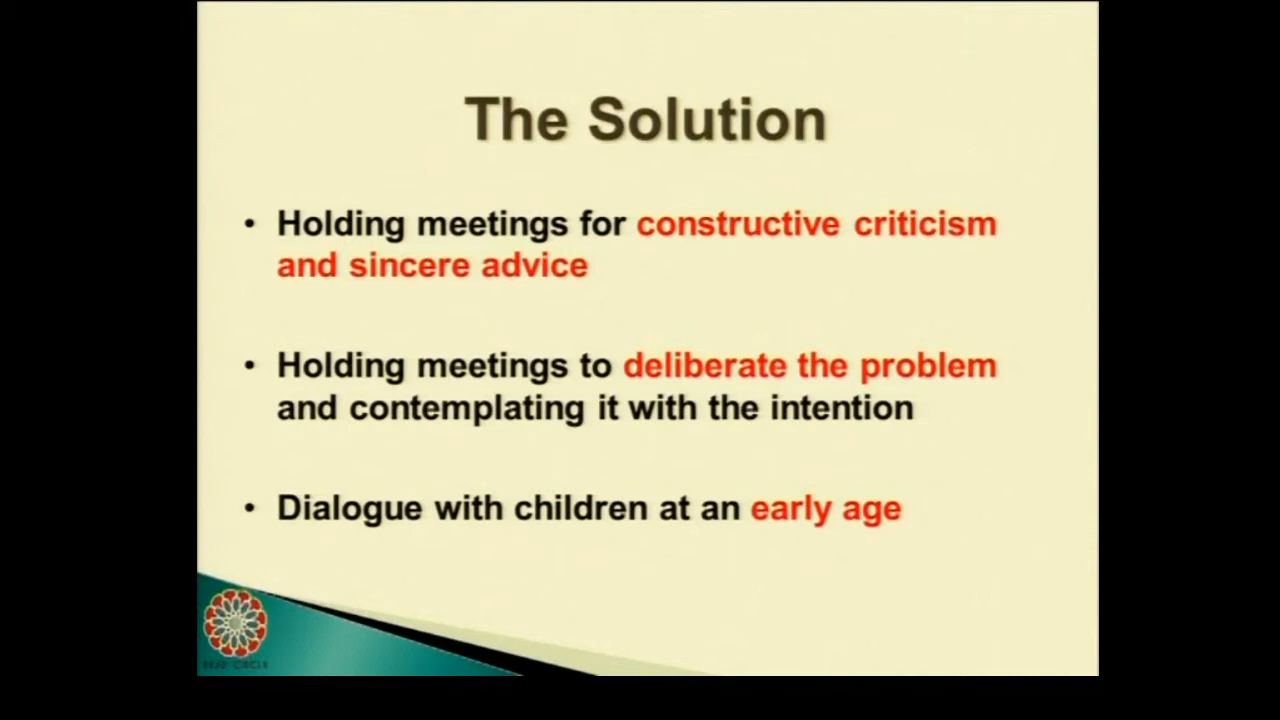 The Solution
• Holding meetings for constructive criticism
and sincere advice
• Holding meetings to deliberate the problem
and contemplating it with the intention
• Dialogue with children at an early age
CIRCLE